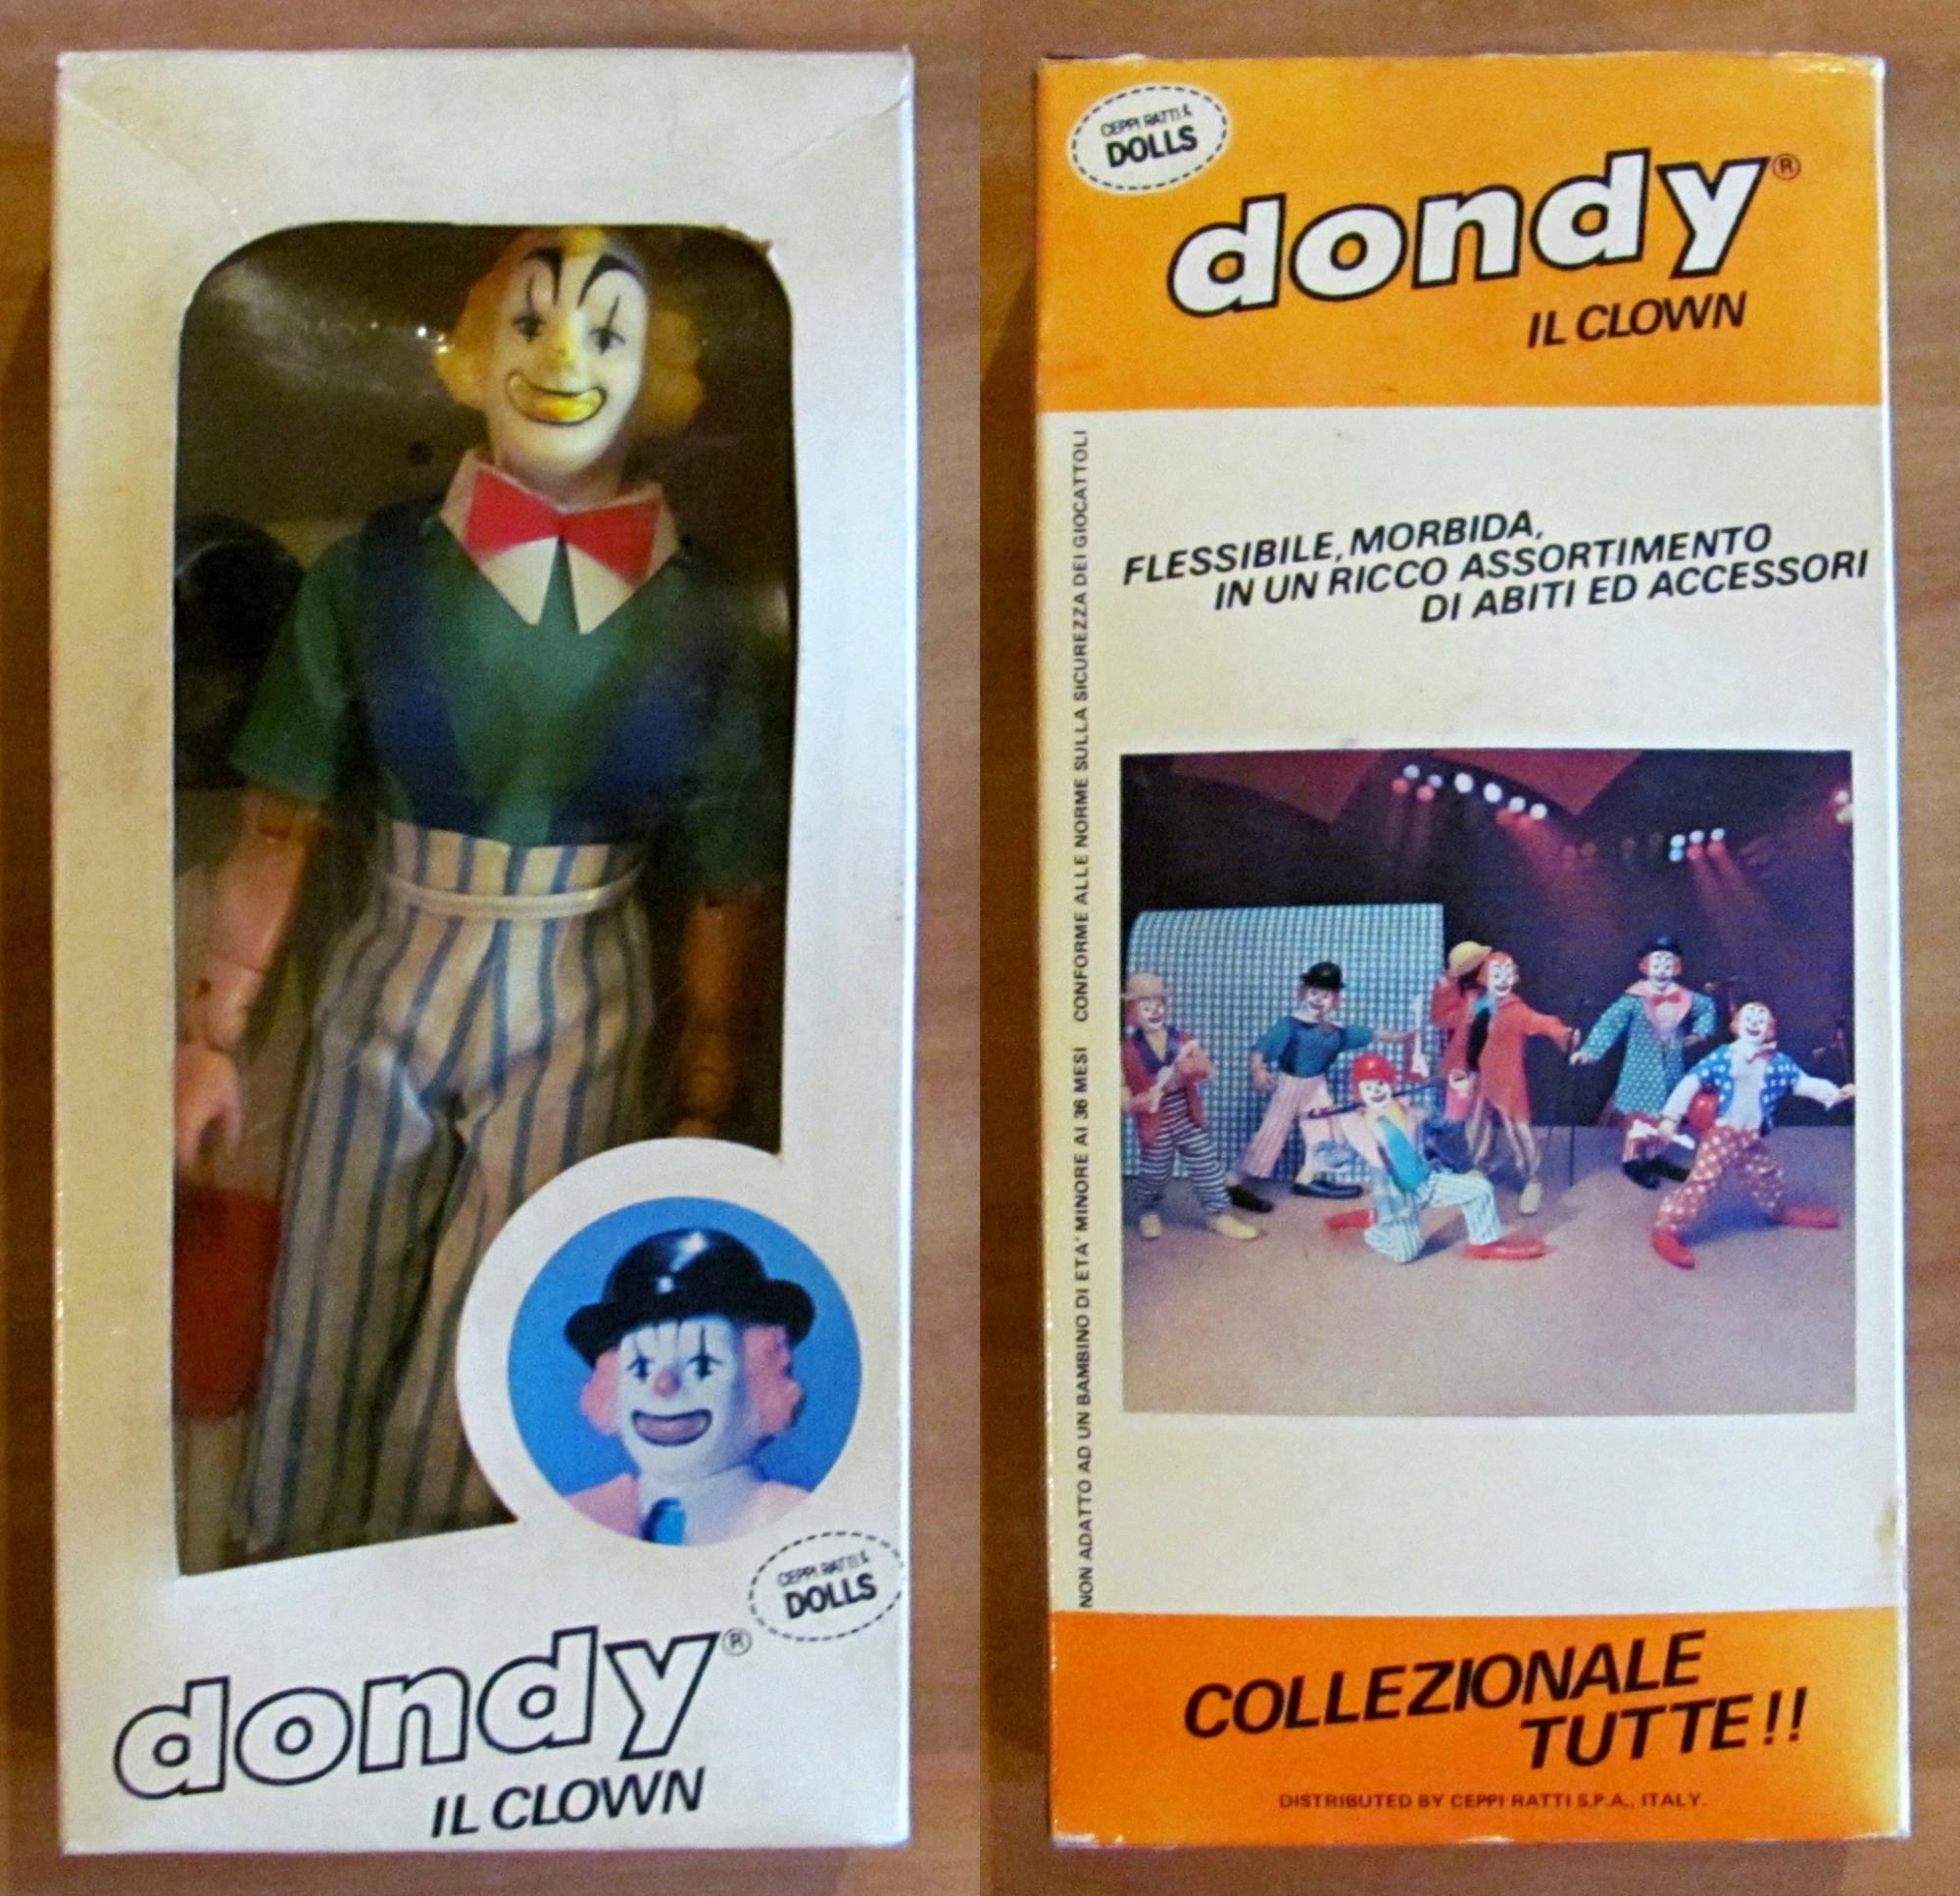 CEPPI RATTI &
DOLLS
dondy®
IL CLOWN
CEPPI RATTI &
DOLLS
dondy®
IL CLOWN
FLESSIBILE, MORBIDA,
IN UN RICCO ASSORTIMENTO
DI ABITI ED ACCESSORI
NON ADATTO AD UN BAMBINO DI ETA' MINORE AI 36 MESI CONFORME ALLE NORME SULLA SICUREZZA DEI GIOCATTOLI
COLLEZIONALE
TUTTE!!
DISTRIBUTED BY CEPPI RATTI S.P.A., ITALY.